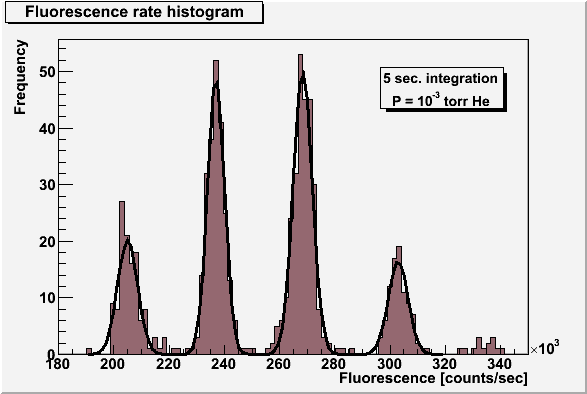 Fluorescence rate histogram
Frequency
50
40
30
20
10
0
5 sec. integration
P = 10⁻³ torr He
180 200 220 240 260 280 300 320 340
×10³
Fluorescence [counts/sec]